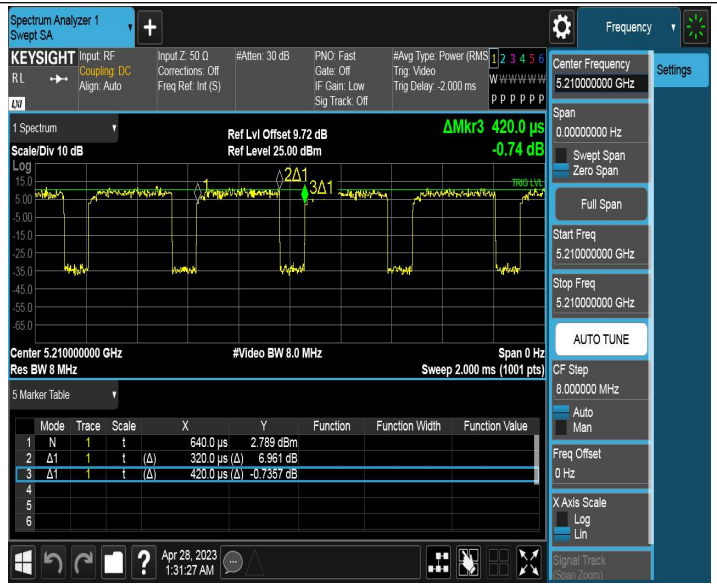 Spectrum Analyzer 1
Swept SA
Frequency
KEYSIGHT
RL
LXI
Input: RF
Coupling: DC
Align: Auto
Input Z: 50 Ω
Corrections: Off
Freq Ref: Int (S)
#Atten: 30 dB
PNO: Fast
Gate: Off
IF Gain: Low
Sig Track: Off
#Avg Type: Power (RMS
Trig: Video
Trig Delay: -2.000 ms
1 2 3 4 5 6
W W W W W W
P P P P P P
1 Spectrum
Scale/Div 10 dB
Ref Lvl Offset 9.72 dB
Ref Level 25.00 dBm
ΔMkr3 420.0 µs
-0.74 dB
Log
15.0
5.00
-5.00
-15.0
-25.0
-35.0
-45.0
-55.0
-65.0
1
2Δ1
3Δ1
TRIG LVL
Center 5.210000000 GHz
Res BW 8 MHz
#Video BW 8.0 MHz
Span 0 Hz
Sweep 2.000 ms (1001 pts)
5 Marker Table
Mode Trace Scale X Y Function Function Width Function Value
1 N 1 t 640.0 µs 2.789 dBm
2 Δ1 1 t (Δ) 320.0 µs (Δ) 6.961 dB
3 Δ1 1 t (Δ) 420.0 µs (Δ) -0.7357 dB
4
5
6
Apr 28, 2023
1:31:27 AM
Center Frequency
5.210000000 GHz
Span
0.00000000 Hz
Swept Span
Zero Span
Full Span
Start Freq
5.210000000 GHz
Stop Freq
5.210000000 GHz
AUTO TUNE
CF Step
8.000000 MHz
Auto
Man
Freq Offset
0 Hz
X Axis Scale
Log
Lin
Signal Track
(Span Zoom)
Settings